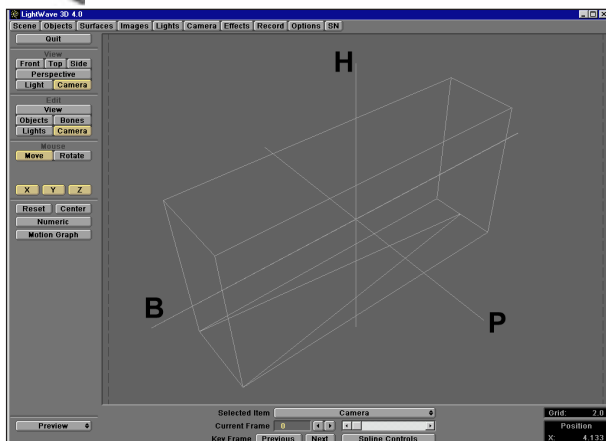 LightWave 3D 4.0
Scene Objects Surfaces Images Lights Camera Effects Record Options SN
Quit
View
Front Top Side
Perspective
Light Camera
Edit
View
Objects Bones
Lights Camera
Mouse
Move Rotate
X Y Z
Reset Center
Numeric
Motion Graph
H
B
P
Selected Item Camera
Grid: 2.0
Preview
Current Frame 0
Position
Key Frame Previous Next Spline Controls
X: 4.133